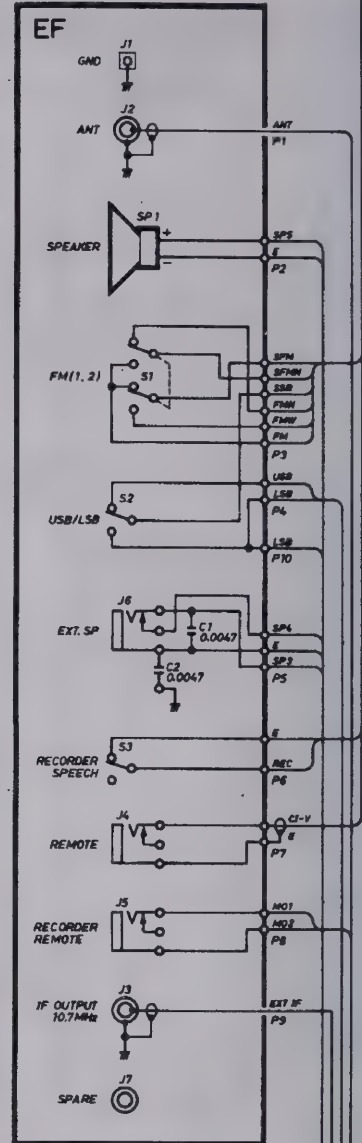 EF
J1
GND
J2
ANT
ANT
P1
SP1
+
SPEAKER
−
SPS
E
P2
FM(1, 2)
S1
SFM
SFMN
SSB
FMN
FMW
FM
P3
S2
USB/LSB
USB
LSB
P4
LSB
P10
J6
EXT. SP
C1
0.0047
C2
0.0047
SP4
E
SP3
P5
S3
RECORDER
SPEECH
E
REC
P6
J4
REMOTE
CI-V
E
P7
J5
RECORDER
REMOTE
MO1
MO2
P8
J3
IF OUTPUT
10.7MHz
EXT IF
P9
J7
SPARE